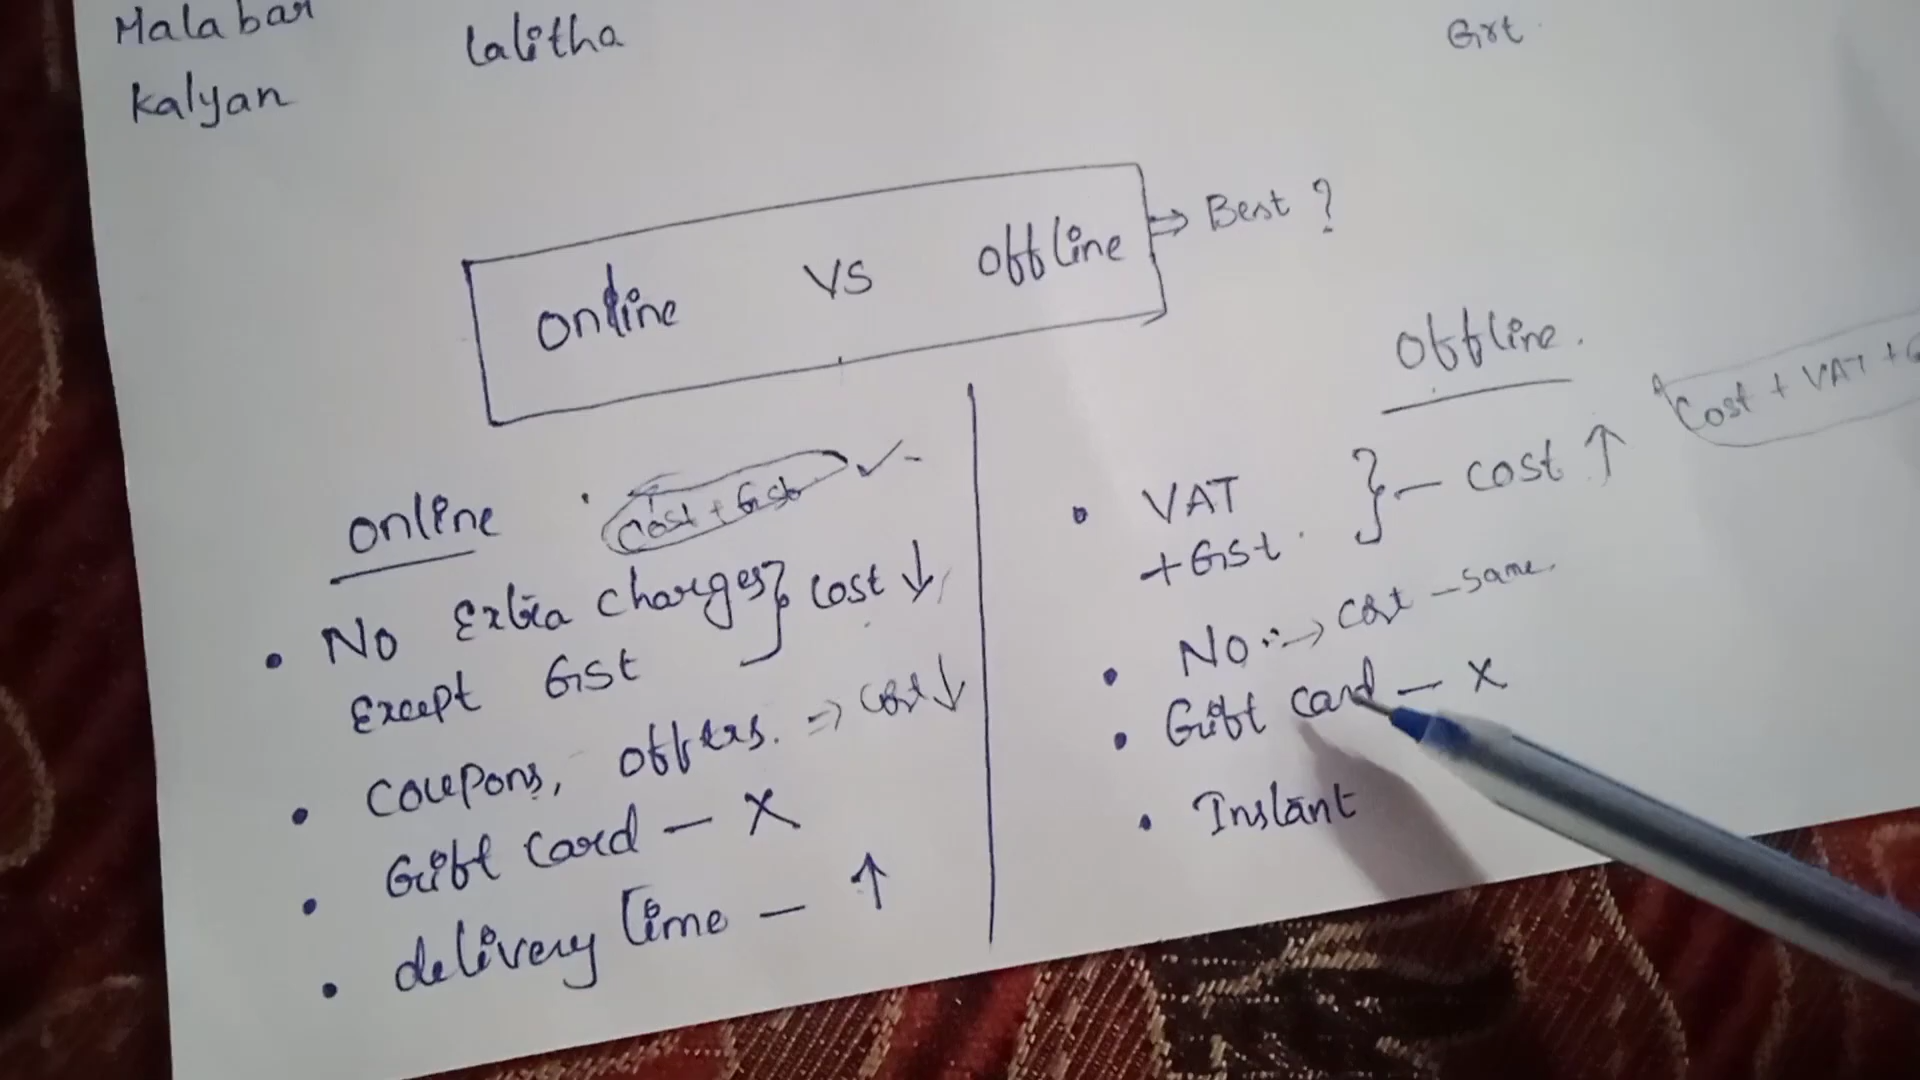 Malabar
lalitha
Grt
Kalyan
online VS offline ⇒ Best ?
online
Cost + Gst ✓
• No Extra charges } cost ↓
Except Gst
• Coupons, offers. ⇒ cost ↓
• Gift Card — X
• delivery time — ↑
Offline.
Cost + VAT +
• VAT } — cost ↑
+ Gst
• No → cost - same.
• Gift card — X
• Instant